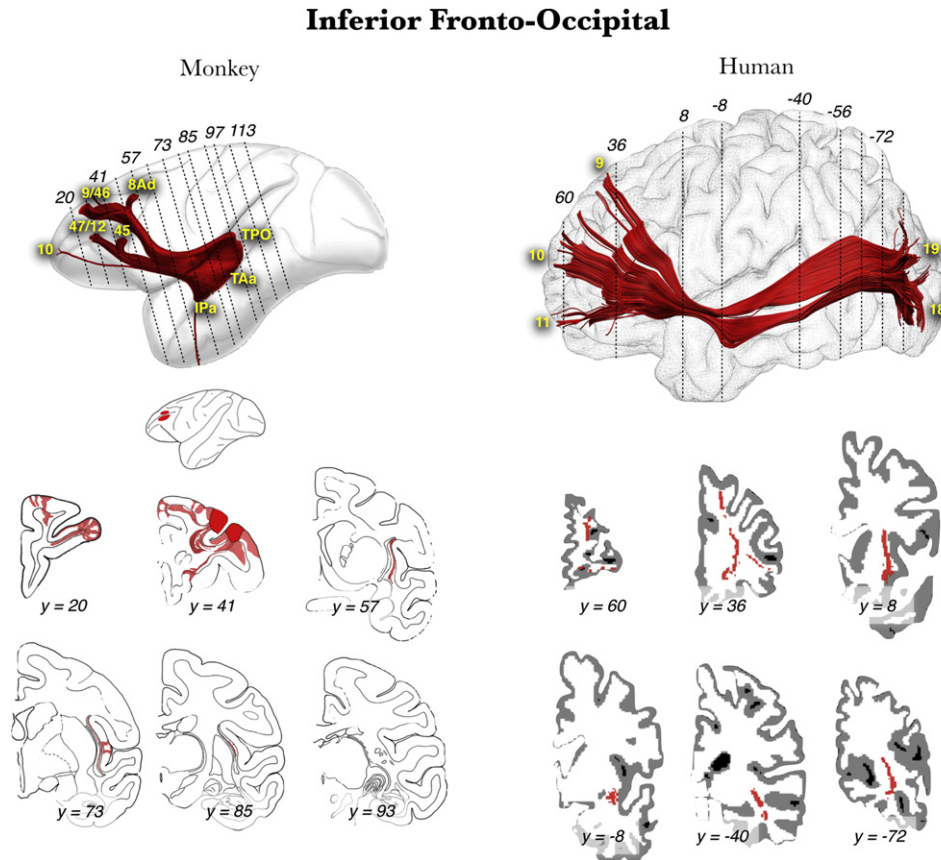 Inferior Fronto-Occipital
Monkey
Human
20
41
57
73
85
97
113
9/46
8Ad
47/12
45
10
TPO
TAa
IPa
60
36
8
-8
-40
-56
-72
9
10
11
19
18
y = 20
y = 41
y = 57
y = 60
y = 36
y = 8
y = 73
y = 85
y = 93
y = -8
y = -40
y = -72